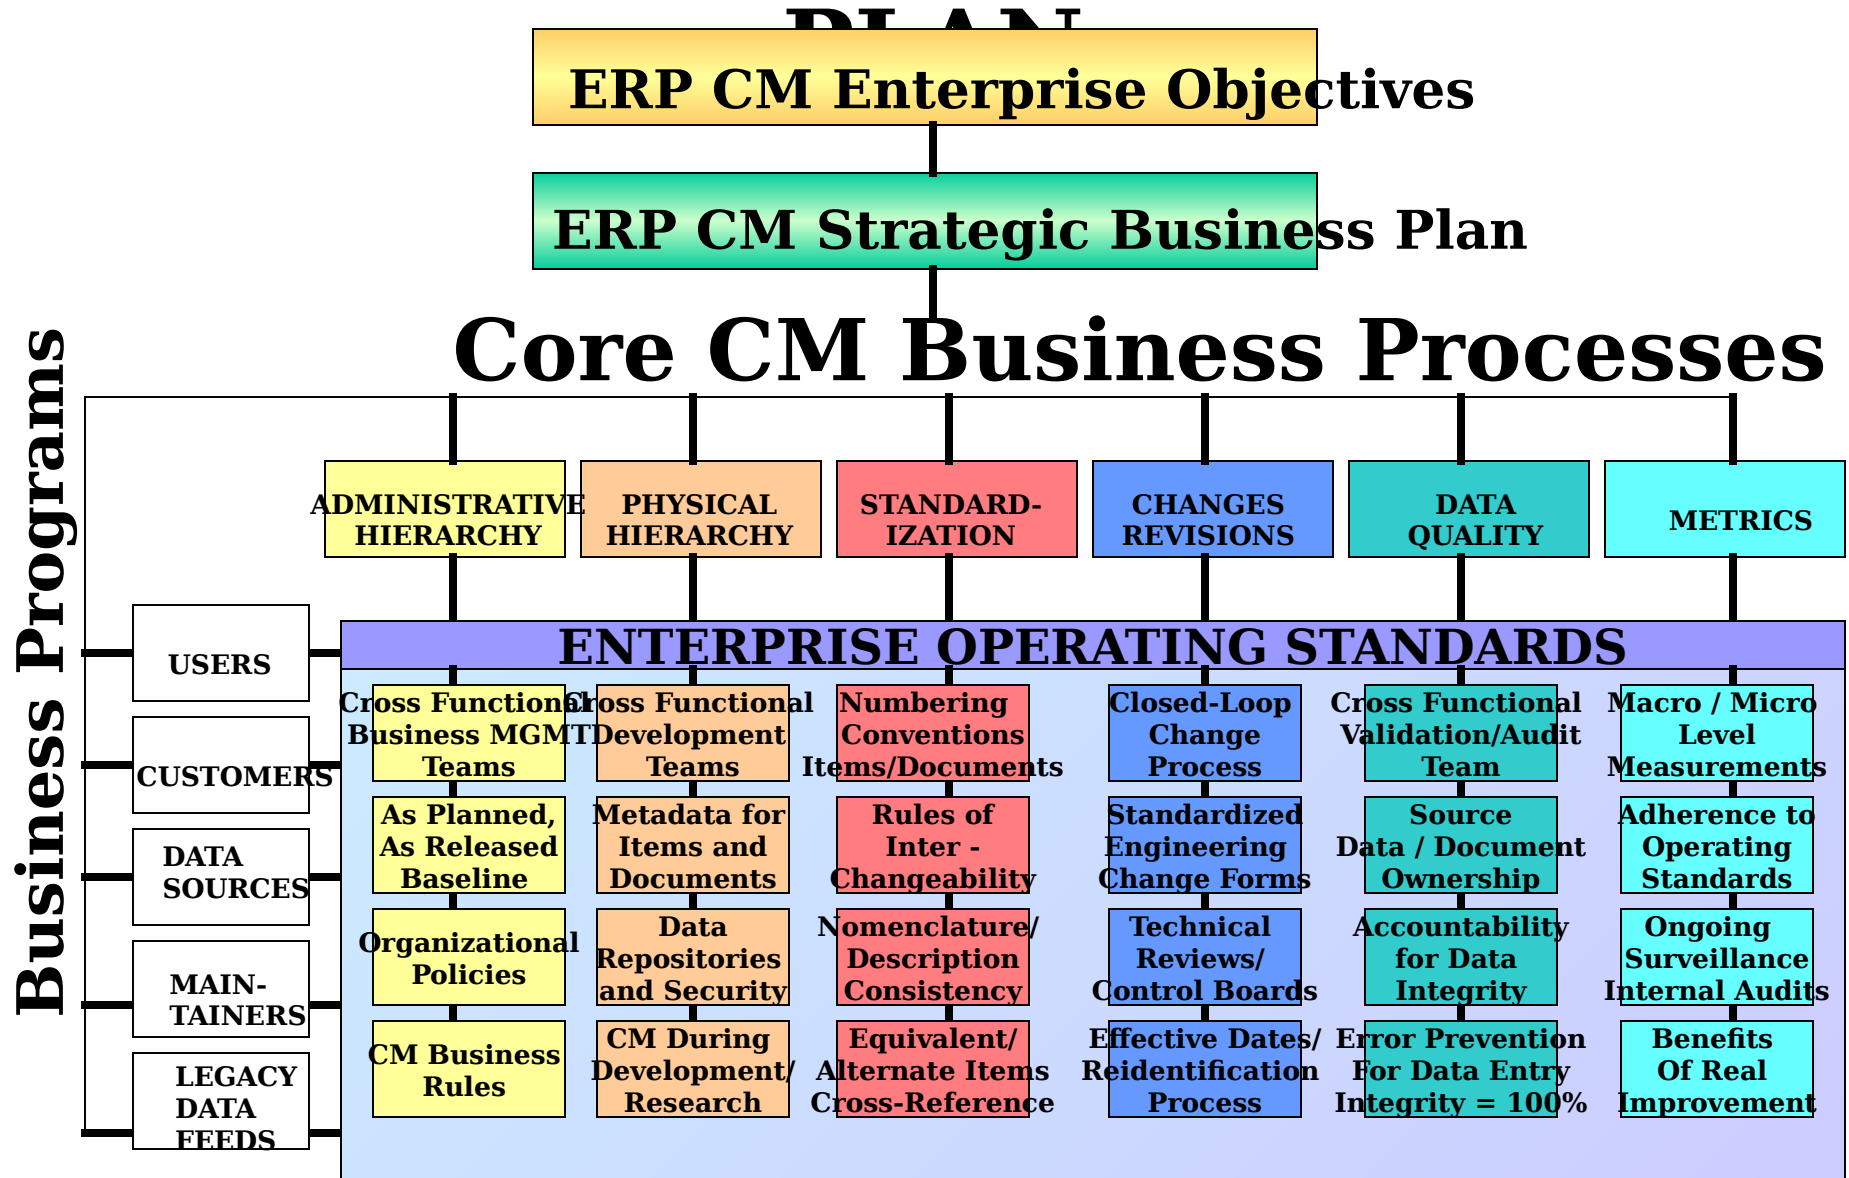 PLAN
ERP CM Enterprise Objectives
ERP CM Strategic Business Plan
Core CM Business Processes
Business Programs
ADMINISTRATIVE
HIERARCHY
PHYSICAL
HIERARCHY
STANDARD-
IZATION
CHANGES
REVISIONS
DATA
QUALITY
METRICS
USERS
CUSTOMERS
DATA
SOURCES
MAIN-
TAINERS
LEGACY
DATA
FEEDS
ENTERPRISE OPERATING STANDARDS
Cross Functional
Business MGMT
Teams
As Planned,
As Released
Baseline
Organizational
Policies
CM Business
Rules
Cross Functional
Development
Teams
Metadata for
Items and
Documents
Data
Repositories
and Security
CM During
Development/
Research
Numbering
Conventions
Items/Documents
Rules of
Inter -
Changeability
Nomenclature/
Description
Consistency
Equivalent/
Alternate Items
Cross-Reference
Closed-Loop
Change
Process
Standardized
Engineering
Change Forms
Technical
Reviews/
Control Boards
Effective Dates/
Reidentification
Process
Cross Functional
Validation/Audit
Team
Source
Data / Document
Ownership
Accountability
for Data
Integrity
Error Prevention
For Data Entry
Integrity = 100%
Macro / Micro
Level
Measurements
Adherence to
Operating
Standards
Ongoing
Surveillance
Internal Audits
Benefits
Of Real
Improvement